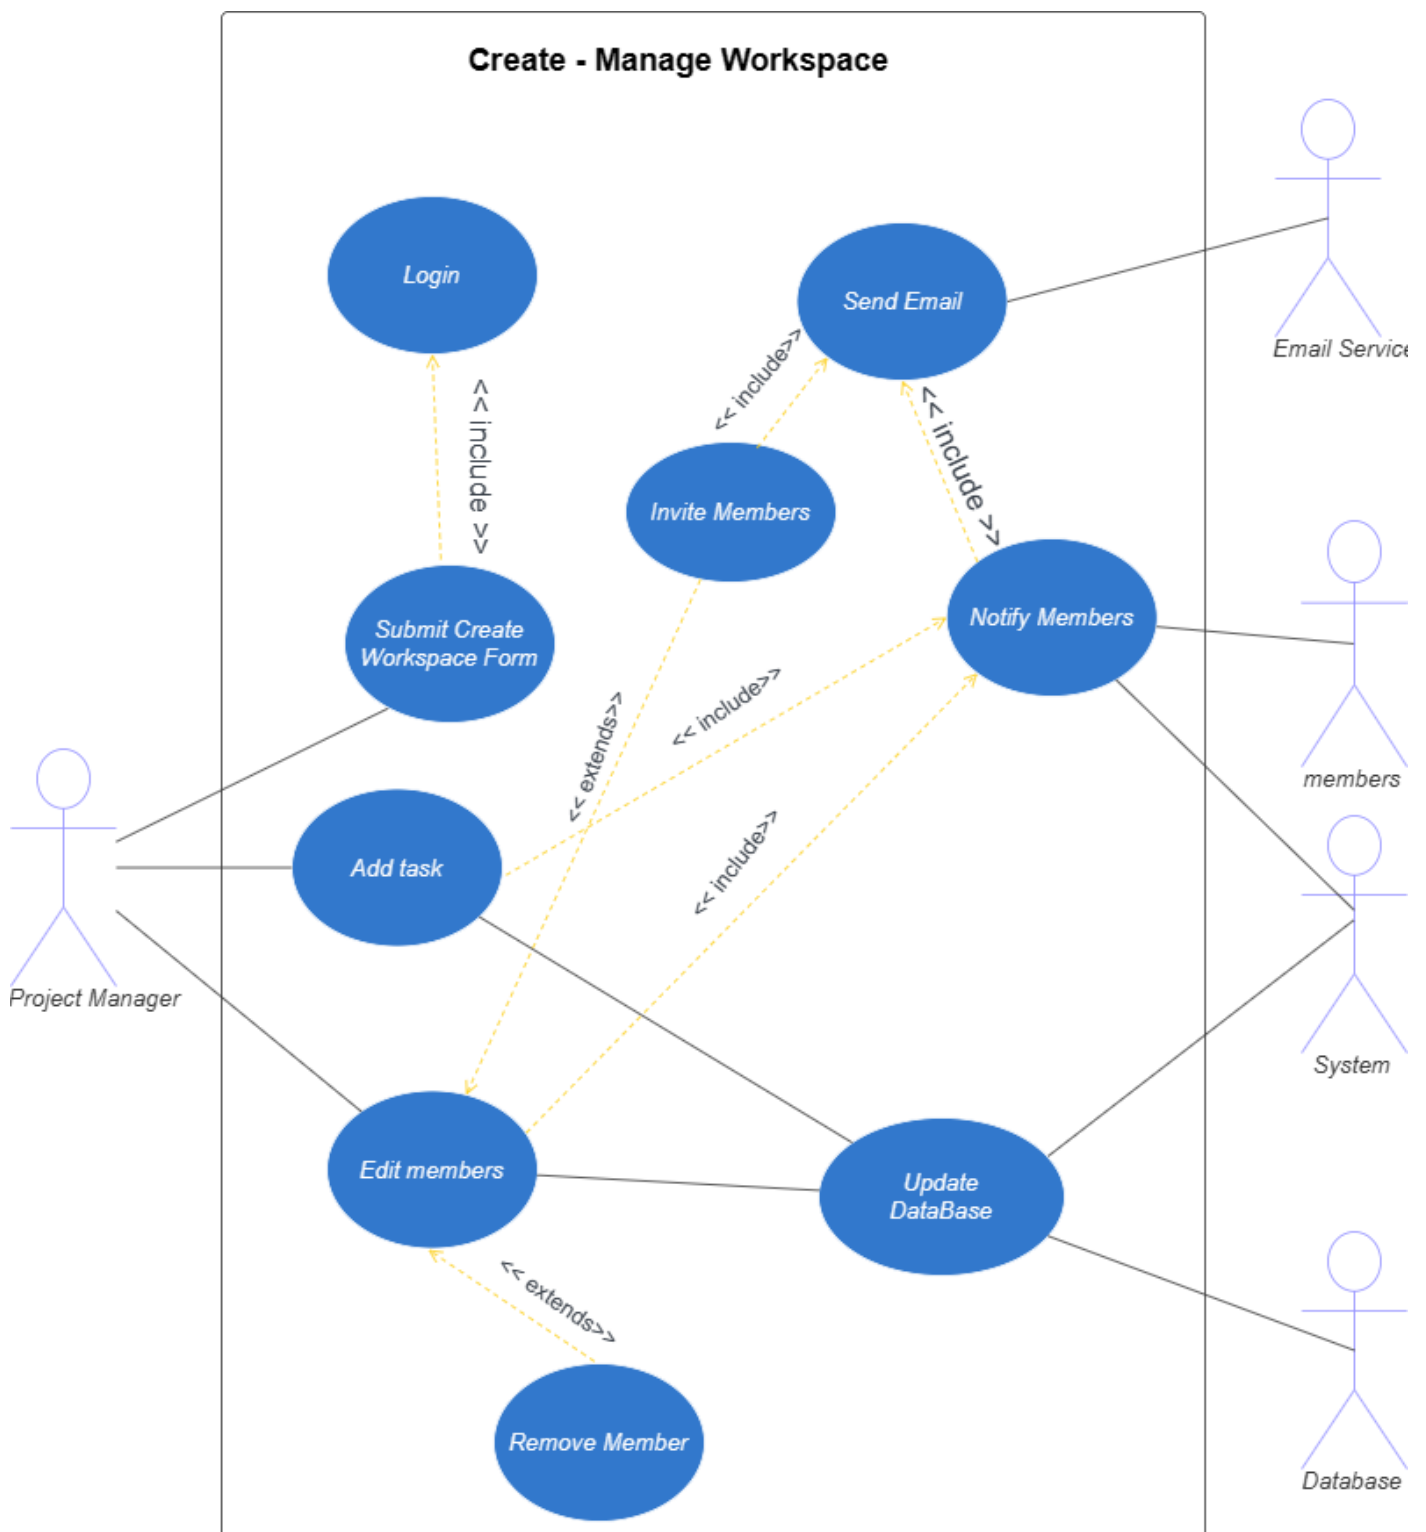 Create - Manage Workspace
Login
Send Email
Email Service
<< include >>
<< include>>
<< include >>
Invite Members
Notify Members
Submit Create
Workspace Form
<< extends>>
<< include>>
members
Add task
<< include>>
Project Manager
System
Edit members
Update
DataBase
<< extends>>
Remove Member
Database